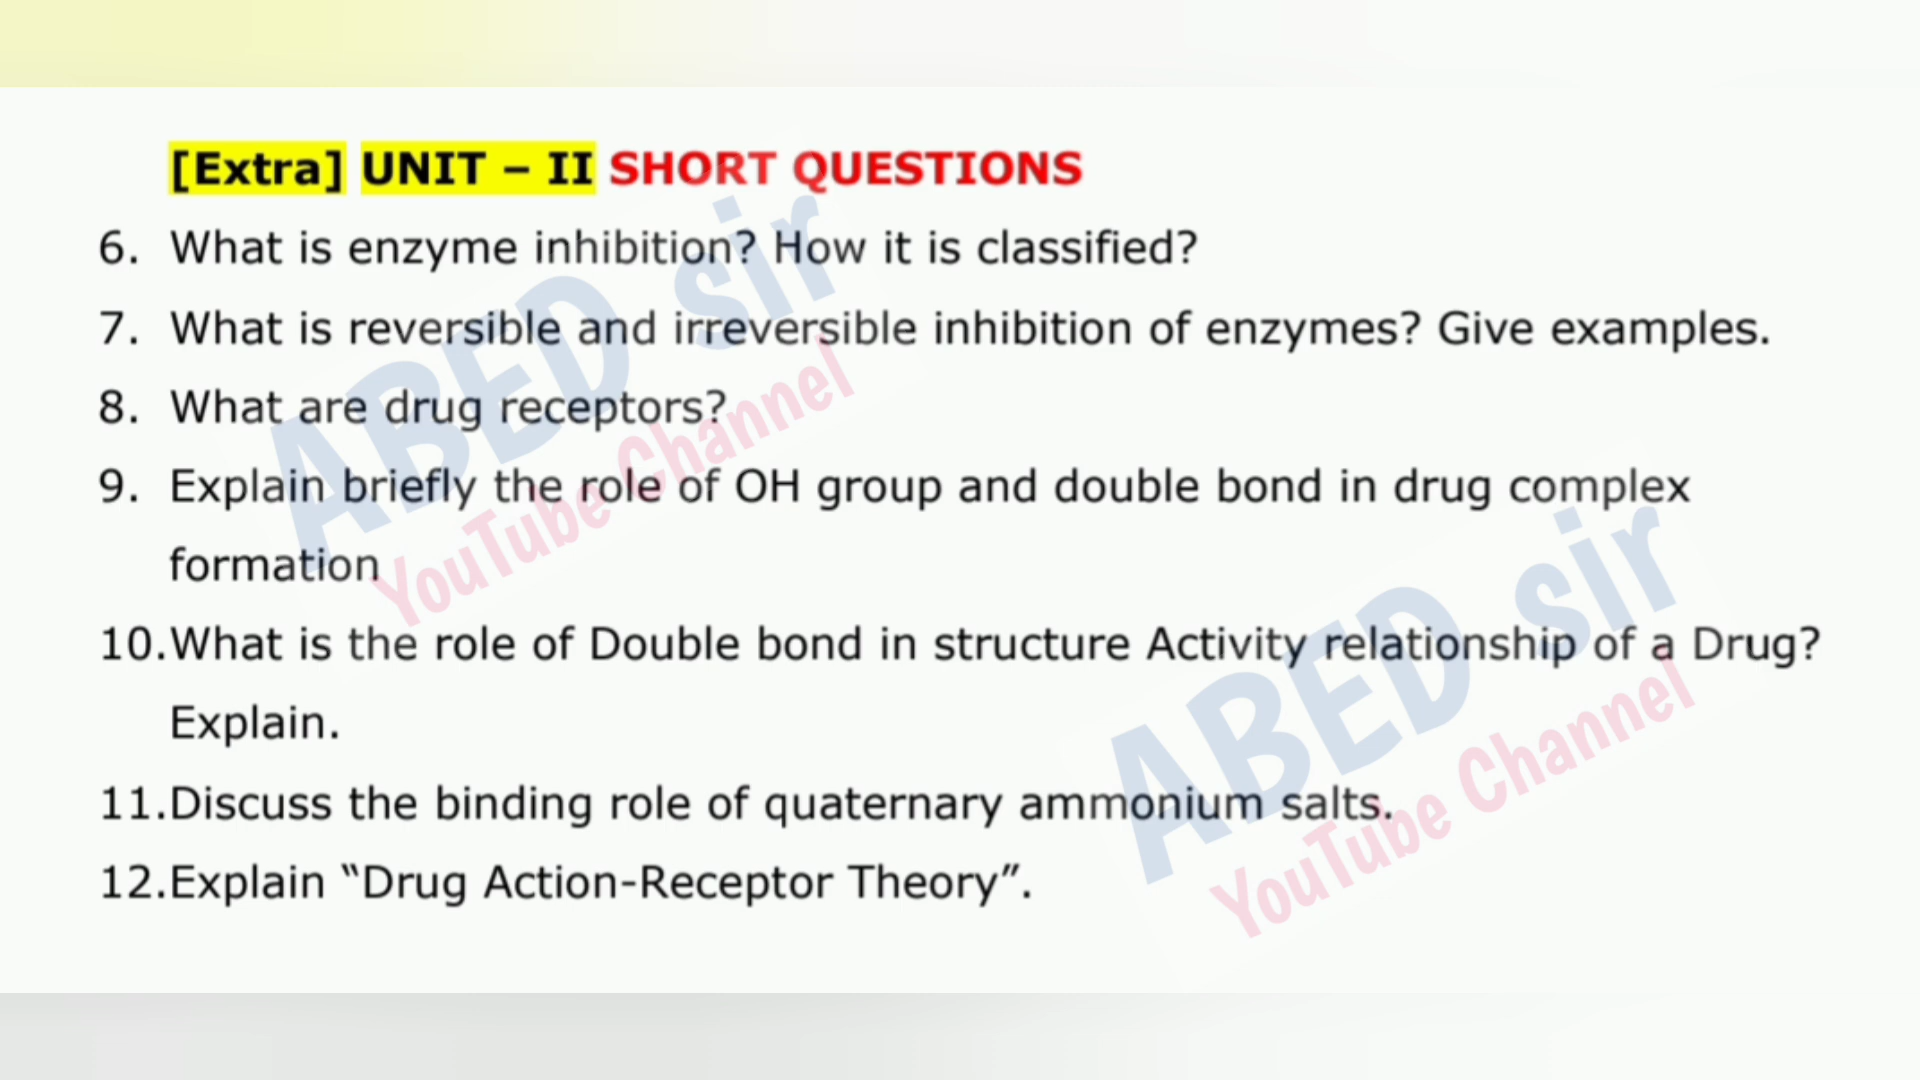 [Extra] UNIT – II SHORT QUESTIONS
6. What is enzyme inhibition? How it is classified?
7. What is reversible and irreversible inhibition of enzymes? Give examples.
8. What are drug receptors?
9. Explain briefly the role of OH group and double bond in drug complex
formation
10.What is the role of Double bond in structure Activity relationship of a Drug?
Explain.
11.Discuss the binding role of quaternary ammonium salts.
12.Explain “Drug Action-Receptor Theory”.
ABED sir
YouTube Channel
ABED sir
YouTube Channel